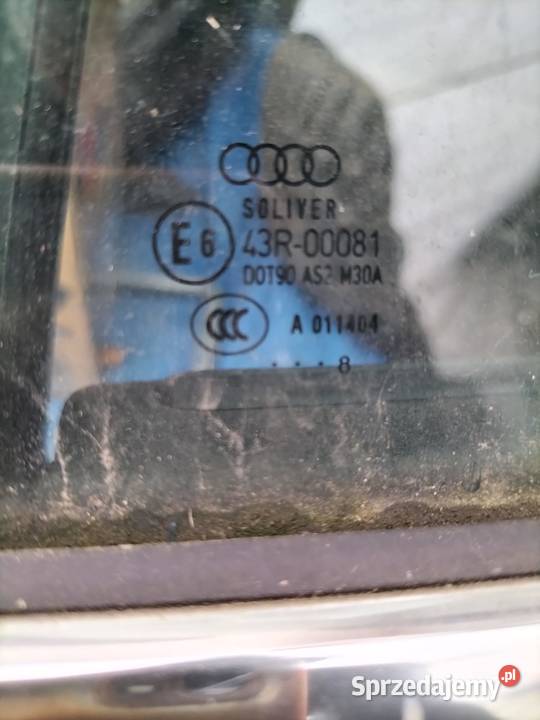 SOLIVER
E6 43R-00081
DOT90 AS2 M30A
CCC A 011404
. . . 8
Sprzedajemy.pl